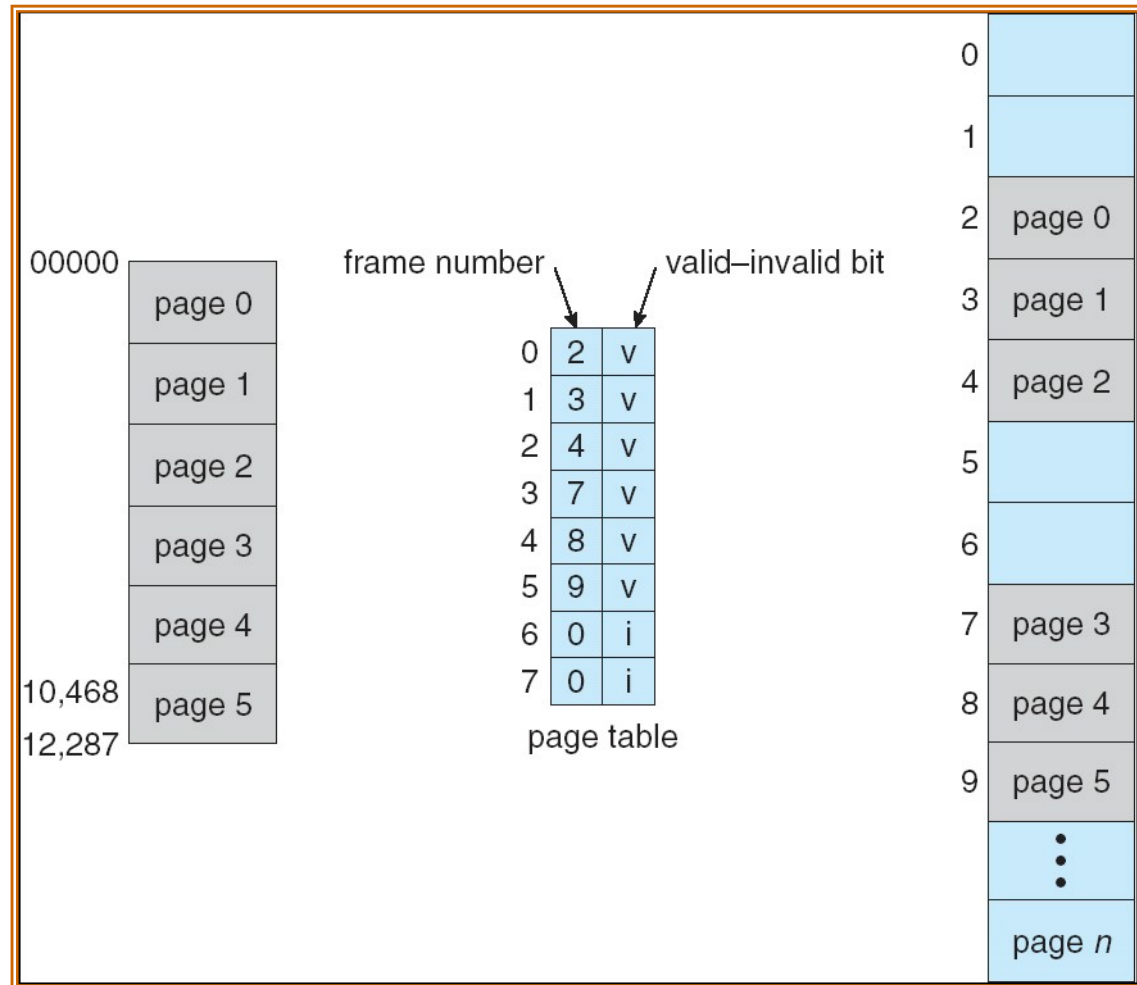 00000
page 0
page 1
page 2
page 3
page 4
10,468
page 5
12,287
frame number
valid–invalid bit
0 2 v
1 3 v
2 4 v
3 7 v
4 8 v
5 9 v
6 0 i
7 0 i
page table
0
1
2 page 0
3 page 1
4 page 2
5
6
7 page 3
8 page 4
9 page 5
page n